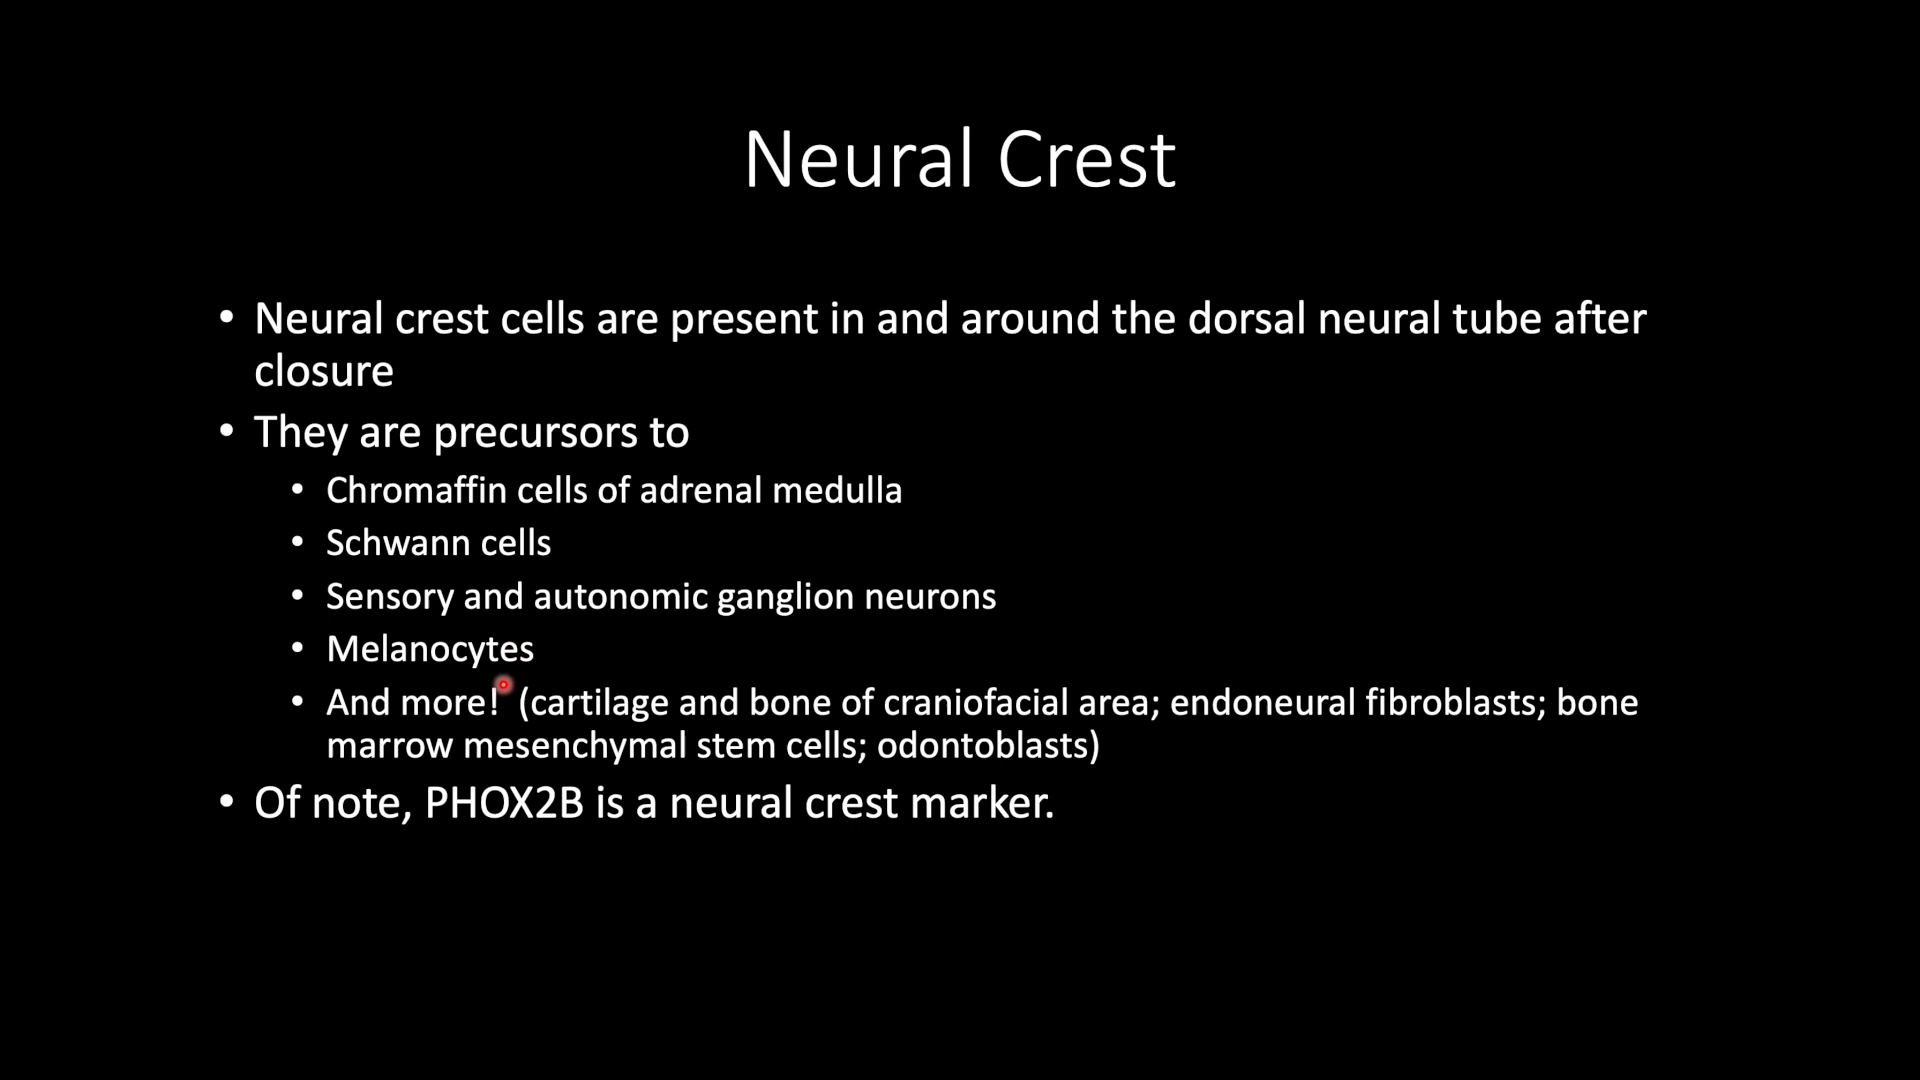 Neural Crest
• Neural crest cells are present in and around the dorsal neural tube after
closure
• They are precursors to
• Chromaffin cells of adrenal medulla
• Schwann cells
• Sensory and autonomic ganglion neurons
• Melanocytes
• And more! (cartilage and bone of craniofacial area; endoneural fibroblasts; bone
marrow mesenchymal stem cells; odontoblasts)
• Of note, PHOX2B is a neural crest marker.